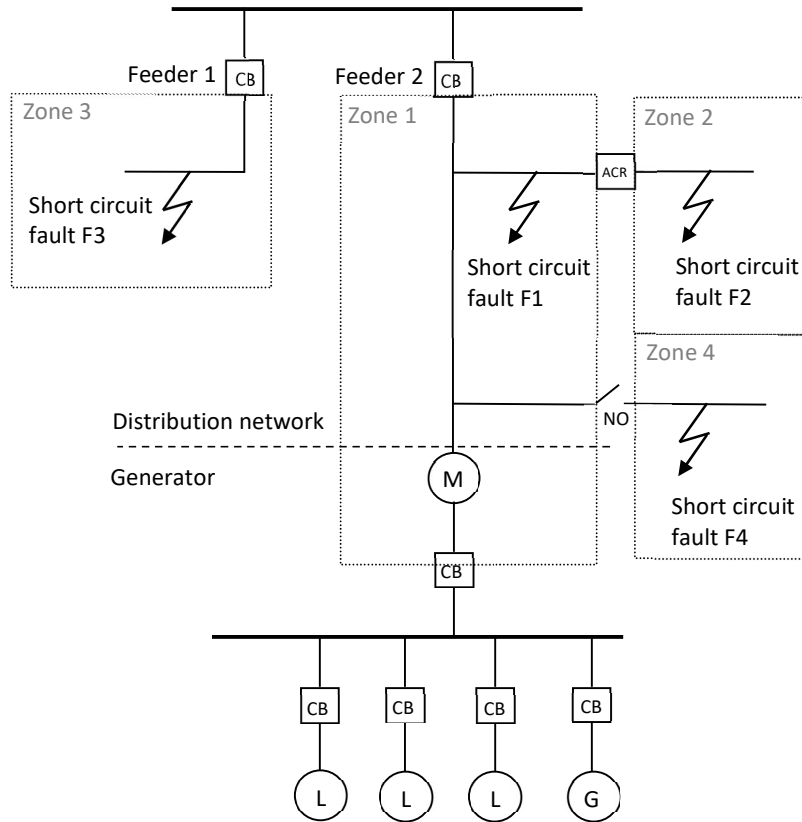 Feeder 1
CB
Feeder 2
CB
Zone 3
Zone 1
Zone 2
ACR
Short circuit
fault F3
Short circuit
fault F1
Short circuit
fault F2
Zone 4
NO
Distribution network
Generator
M
Short circuit
fault F4
CB
CB
CB
CB
CB
L
L
L
G